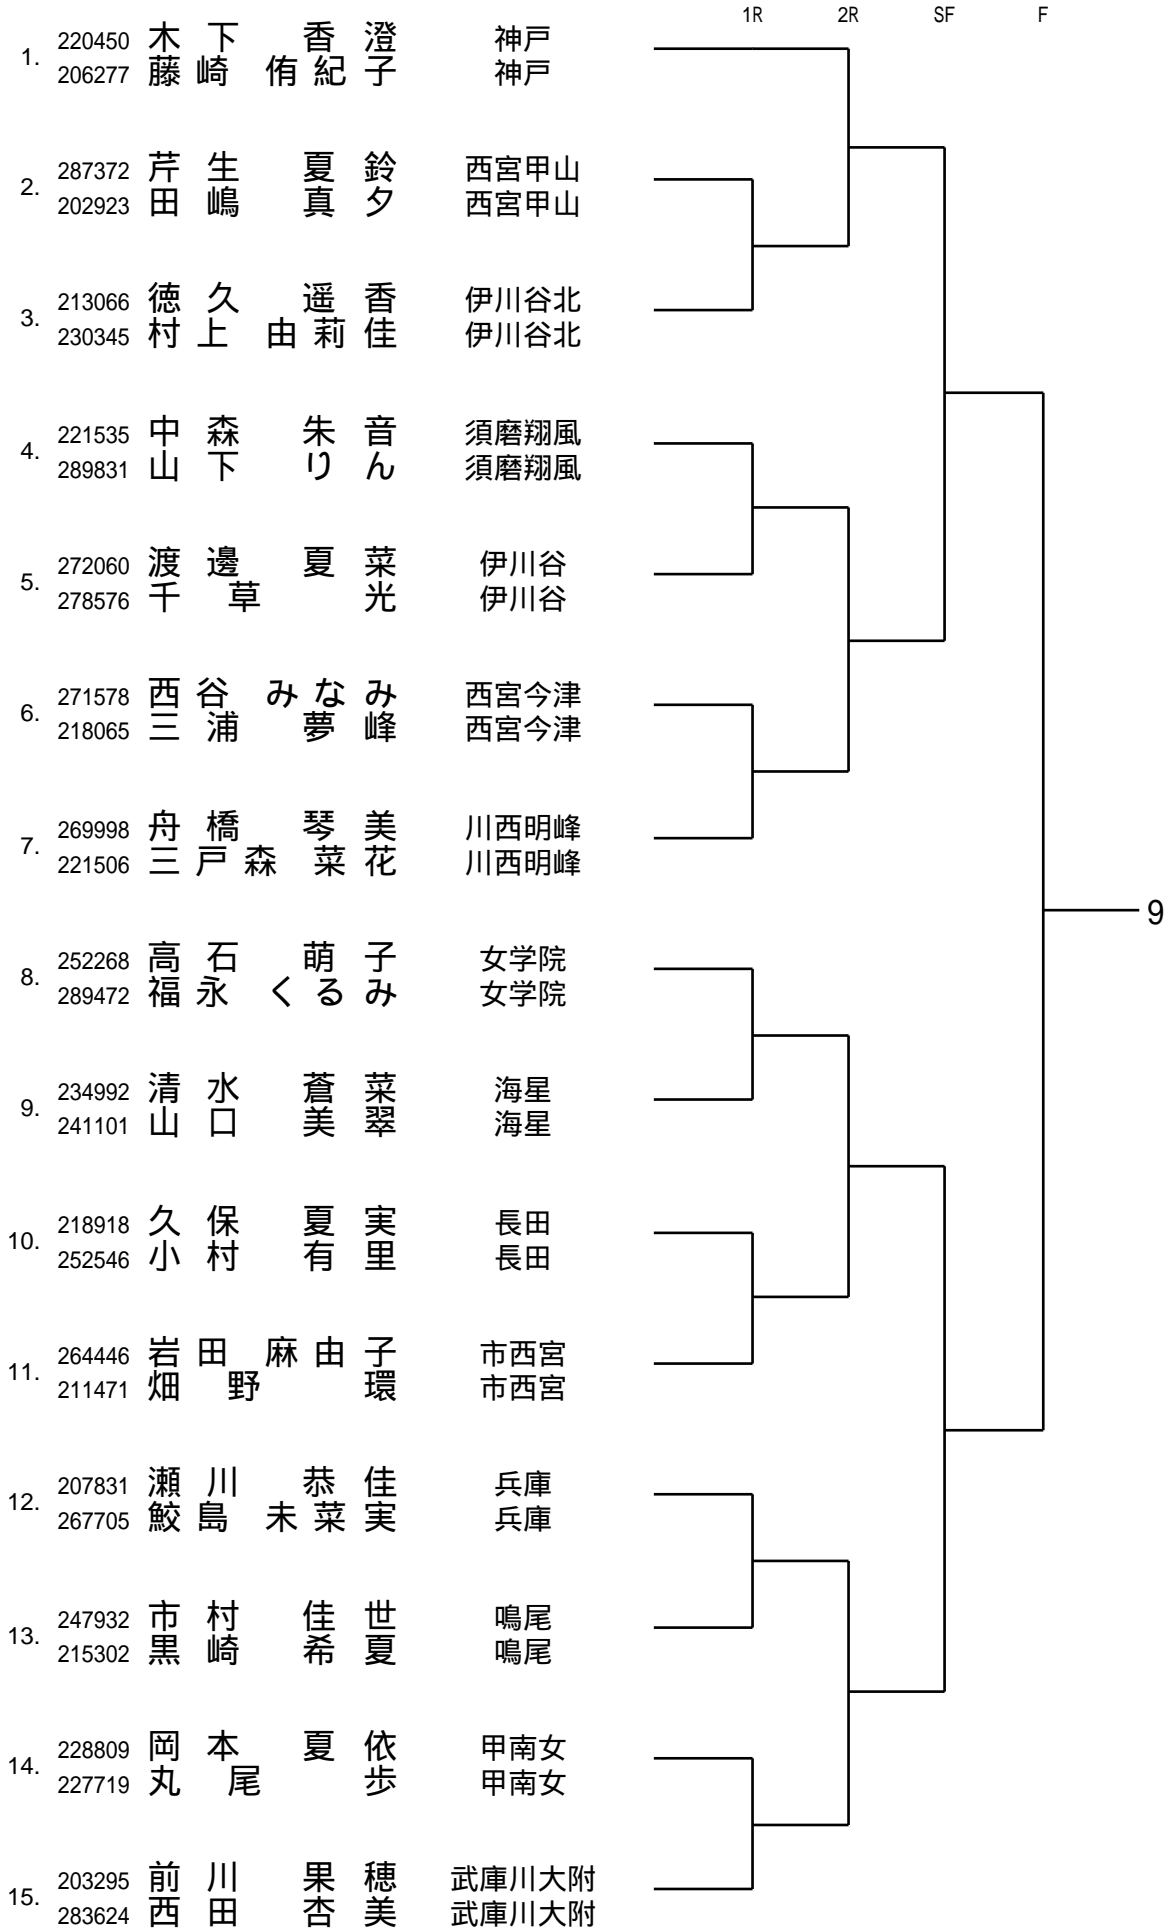 1R 2R SF F
1. 220450 木下 香澄 神戸
206277 藤崎 侑紀子 神戸
2. 287372 芹生 夏鈴 西宮甲山
202923 田嶋 真夕 西宮甲山
3. 213066 徳久 遥香 伊川谷北
230345 村上 由莉佳 伊川谷北
4. 221535 中森 朱音 須磨翔風
289831 山下 りん 須磨翔風
5. 272060 渡邊 夏菜 伊川谷
278576 千草 光 伊川谷
6. 271578 西谷 みなみ 西宮今津
218065 三浦 夢峰 西宮今津
7. 269998 舟橋 琴美 川西明峰
221506 三戸森 菜花 川西明峰
9
8. 252268 高石 萌子 女学院
289472 福永 くるみ 女学院
9. 234992 清水 蒼菜 海星
241101 山口 美翠 海星
10. 218918 久保 夏実 長田
252546 小村 有里 長田
11. 264446 岩田 麻由子 市西宮
211471 畑野 環 市西宮
12. 207831 瀬川 恭佳 兵庫
267705 鮫島 未菜実 兵庫
13. 247932 市村 佳世 鳴尾
215302 黒崎 希夏 鳴尾
14. 228809 岡本 夏依 甲南女
227719 丸尾 歩 甲南女
15. 203295 前川 果穂 武庫川大附
283624 西田 杏美 武庫川大附